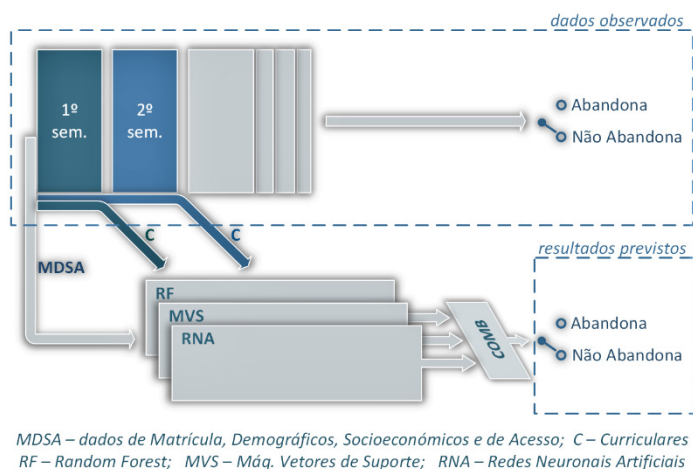 dados observados
1º
sem.
2º
sem.
Abandona
Não Abandona
C
C
MDSA
resultados previstos
RF
MVS
RNA
COMB
Abandona
Não Abandona
MDSA – dados de Matrícula, Demográficos, Socioeconómicos e de Acesso; C – Curriculares
RF – Random Forest; MVS – Máq. Vetores de Suporte; RNA – Redes Neuronais Artificiais